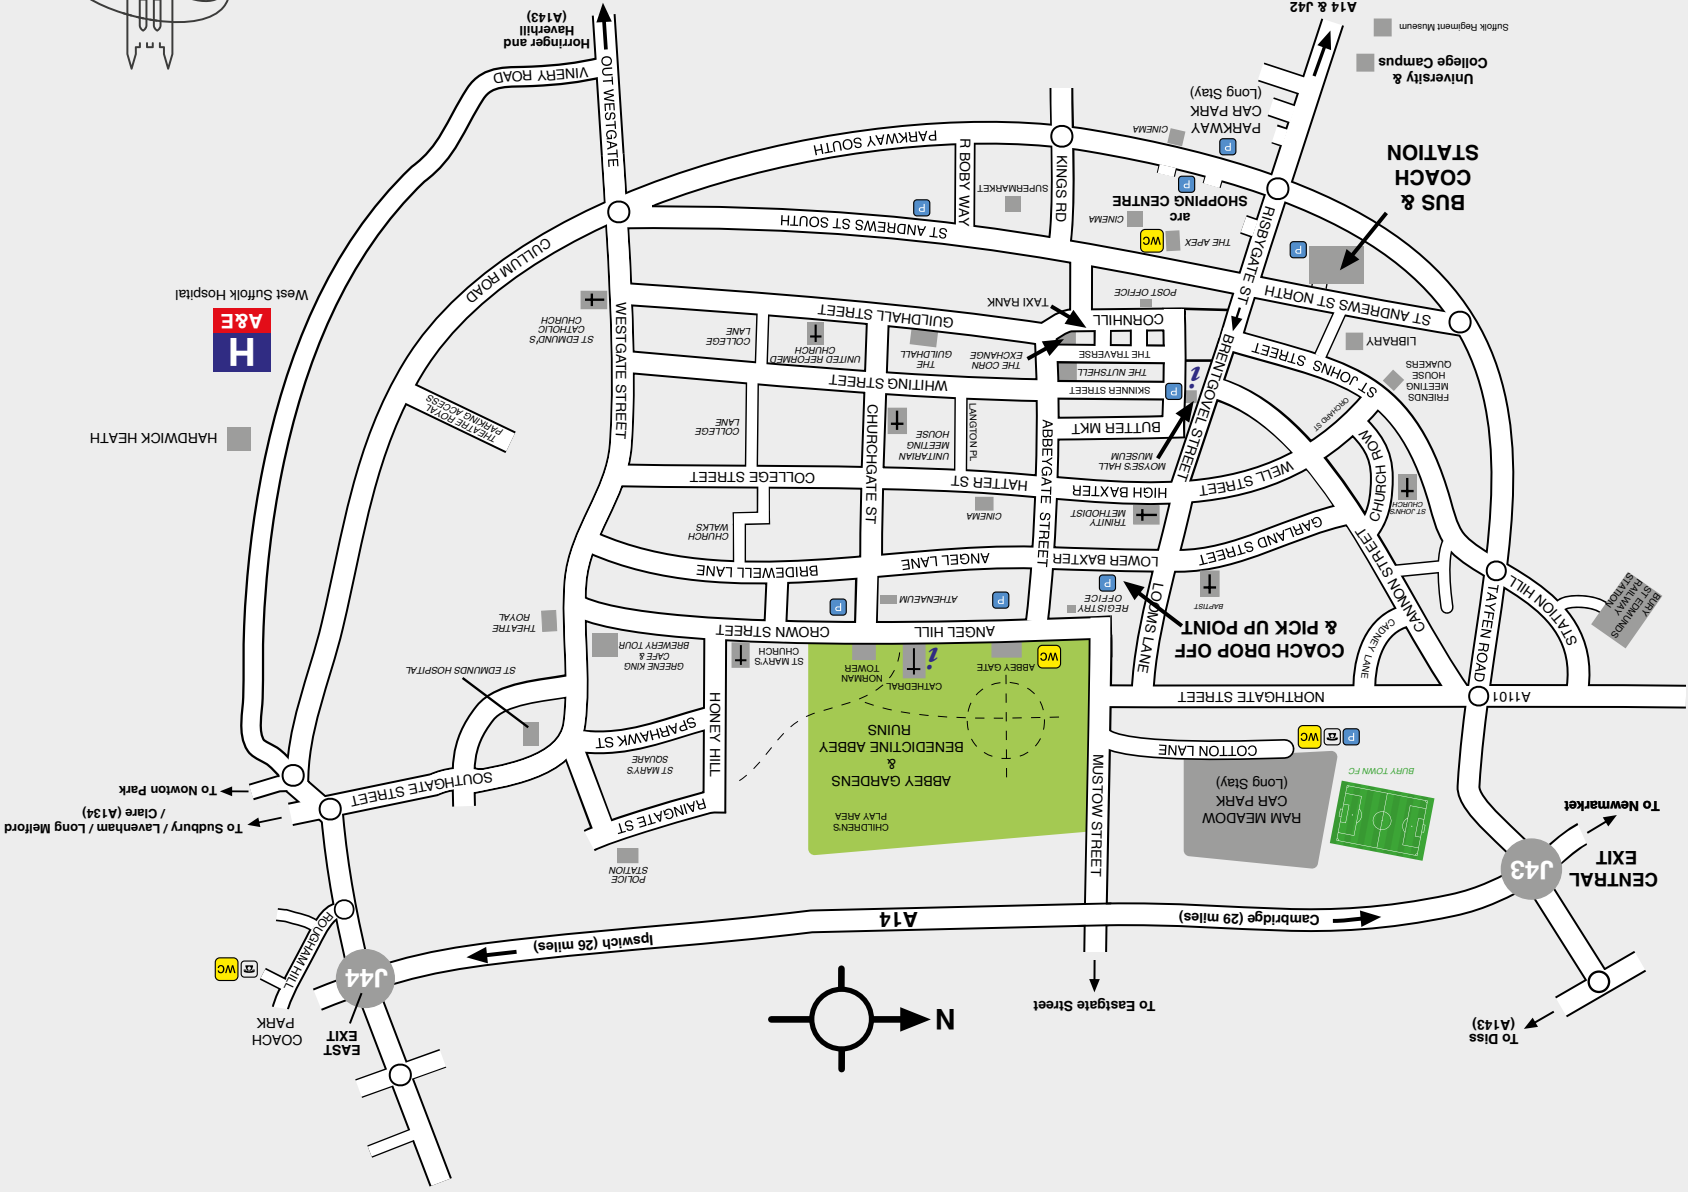 COACH
PARK
EAST
EXIT
To Diss
(A143)
To Eastgate Street
N
J44
ROUGHAM HILL
WC
Ipswich (26 miles)
A14
Cambridge (29 miles)
J43
CENTRAL
EXIT
To Newmarket
POLICE
STATION
To Sudbury / Lavenham / Long Melford
/ Clare (A134)
To Nowton Park
SOUTHGATE STREET
RAINGATE ST
CHILDREN'S
PLAY AREA
MUSTOW STREET
RAM MEADOW
CAR PARK
(Long Stay)
BURY TOWN FC
ABBEY GARDENS
&
BENEDICTINE ABBEY
RUINS
ST MARY'S
SQUARE
HONEY HILL
SPARHAWK ST
COTTON LANE
WC
P
ST EDMUNDS HOSPITAL
NORTHGATE STREET
A1101
GREENE KING
CAFE &
BREWERY TOUR
ST MARY'S
CHURCH
NORMAN
TOWER
CATHEDRAL
i
ABBEY GATE
WC
COACH DROP OFF
& PICK UP POINT
CADNEY LANE
STATION HILL
TAYFEN ROAD
BURY
ST EDMUNDS
RAILWAY
STATION
THEATRE
ROYAL
CROWN STREET
ANGEL HILL
LOOMS LANE
P
ATHENAEUM
P
REGISTRY
OFFICE
P
BAPTIST
CANNON STREET
BRIDEWELL LANE
ANGEL LANE
LOWER BAXTER
GARLAND STREET
CHURCH
WALKS
CINEMA
TRINITY
METHODIST
ST JOHN'S
CHURCH
CHURCH ROW
COLLEGE STREET
HATTER ST
HIGH BAXTER
WELL STREET
CHURCHGATE ST
ABBEYGATE STREET
LANGTON PL
UNITARIAN
MEETING
HOUSE
MOYSE'S HALL
MUSEUM
HARDWICK HEATH
THEATRE ROYAL
PARKING ACCESS
COLLEGE
LANE
BUTTER MKT
ORCHARD ST
FRIENDS
MEETING
HOUSE
QUAKERS
WHITING STREET
SKINNER STREET
P
i
THE NUTSHELL
THE TRAVERSE
ST JOHNS STREET
BRENTGOVEL STREET
WESTGATE STREET
H
A&E
West Suffolk Hospital
ST EDMUND'S
CATHOLIC
CHURCH
COLLEGE
LANE
UNITED REFORMED
CHURCH
THE
GUILDHALL
THE CORN
EXCHANGE
LIBRARY
GUILDHALL STREET
CORNHILL
TAXI RANK
POST OFFICE
ST ANDREWS ST NORTH
CULLUM ROAD
ST ANDREWS ST SOUTH
P
THE APEX
WC
CINEMA
arc
SHOPPING CENTRE
P
RISBYGATE ST
P
BUS &
COACH
STATION
SUPERMARKET
R BOBY WAY
KINGS RD
PARKWAY SOUTH
CINEMA
P
PARKWAY
CAR PARK
(Long Stay)
OUT WESTGATE
VINERY ROAD
Horringer and
Haverhill
(A143)
University &
College Campus
Suffolk Regiment Museum
A14 & J42